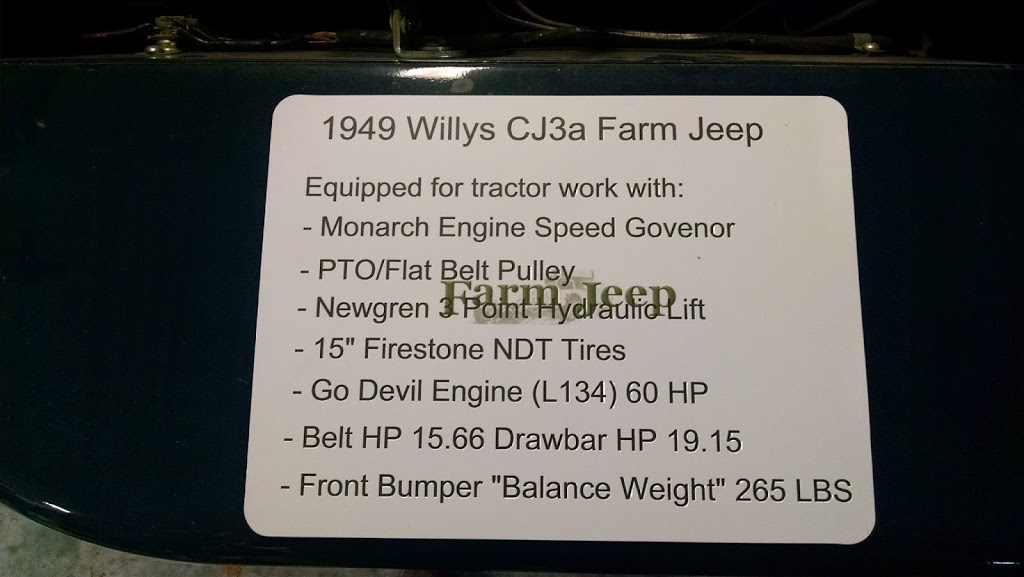 1949 Willys CJ3a Farm Jeep
Equipped for tractor work with:
- Monarch Engine Speed Govenor
- PTO/Flat Belt Pulley
Farm Jeep
- Newgren 3 Point Hydraulic Lift
- 15" Firestone NDT Tires
- Go Devil Engine (L134) 60 HP
- Belt HP 15.66 Drawbar HP 19.15
- Front Bumper "Balance Weight" 265 LBS